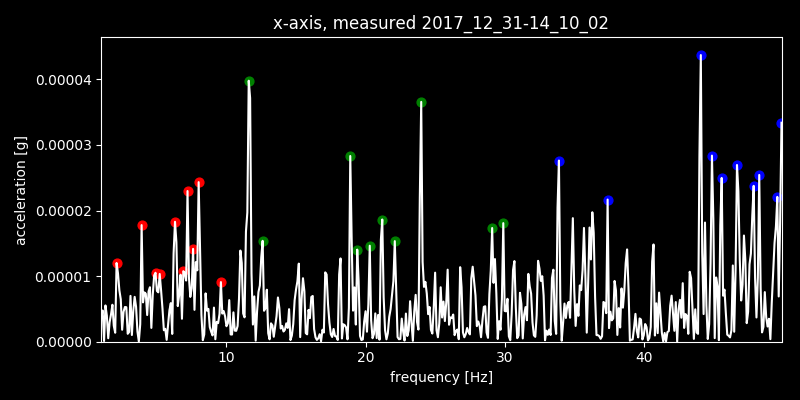 x-axis, measured 2017_12_31-14_10_02
0.00004
0.00003
0.00002
0.00001
0.00000
acceleration [g]
10 20 30 40
frequency [Hz]